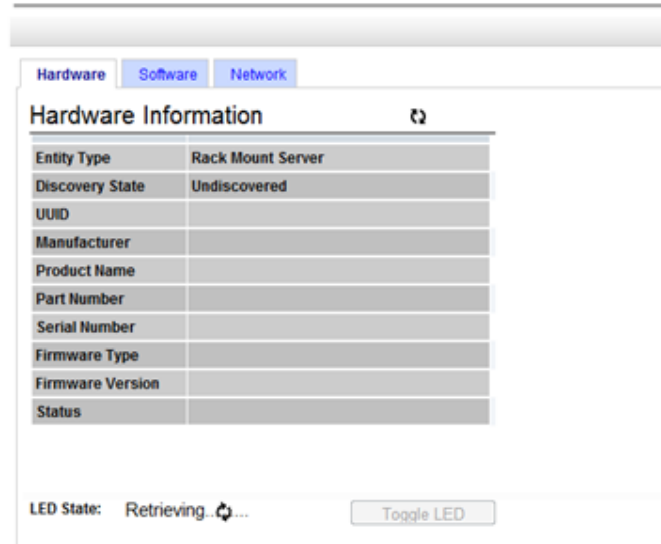 Hardware Software Network
Hardware Information
Entity Type Rack Mount Server
Discovery State Undiscovered
UUID
Manufacturer
Product Name
Part Number
Serial Number
Firmware Type
Firmware Version
Status
LED State: Retrieving..... Toggle LED